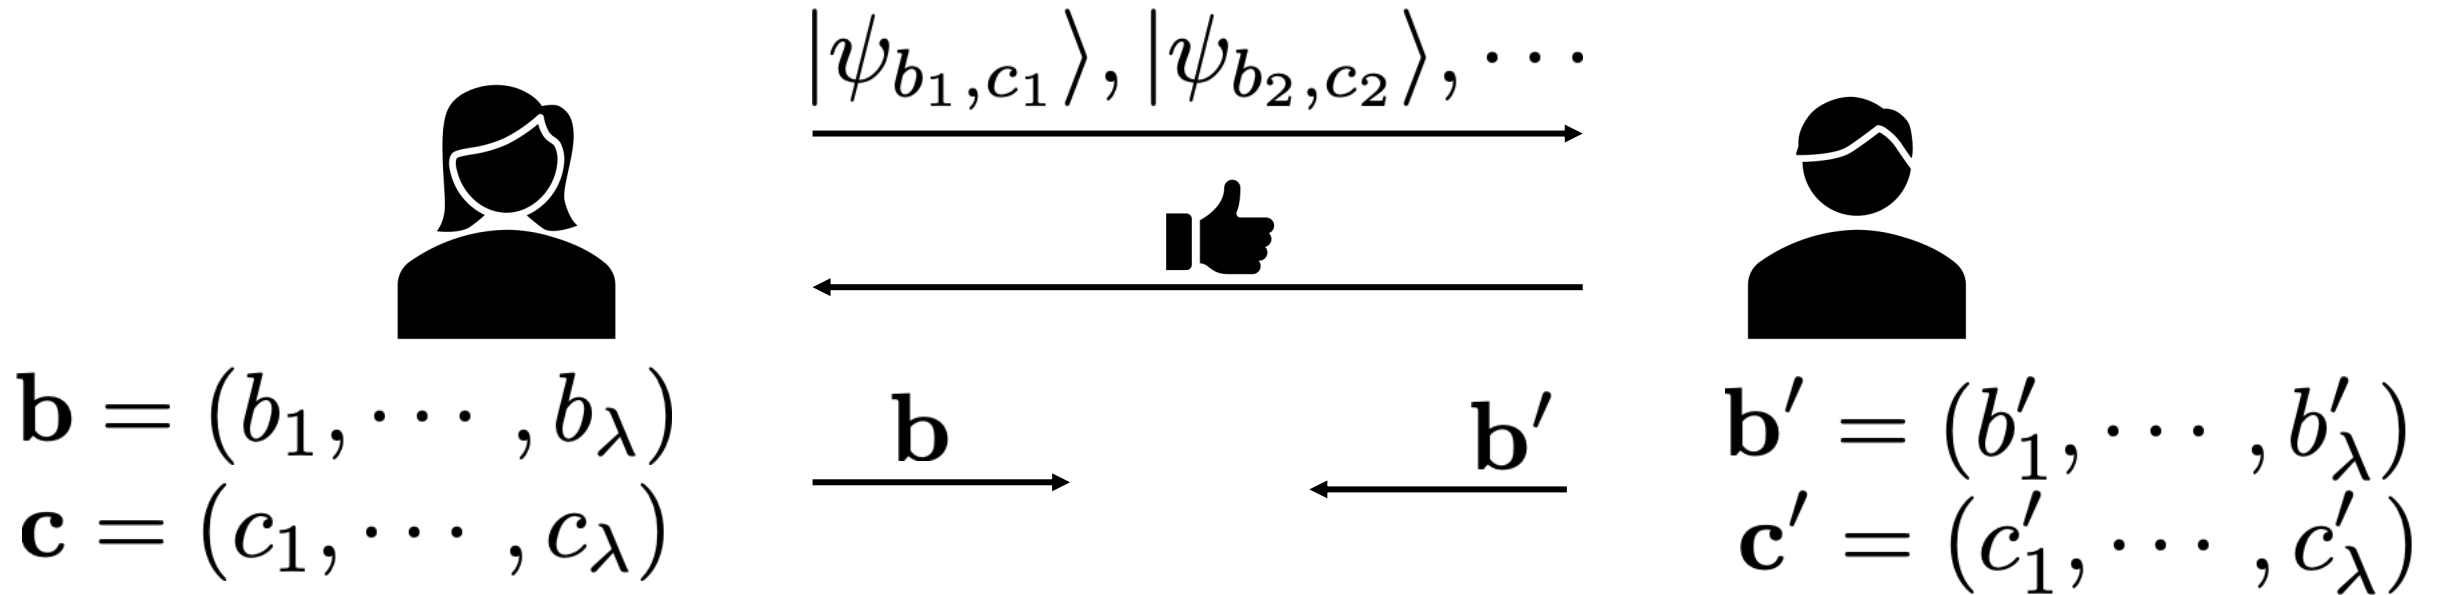 |ψ_{b_1,c_1}⟩, |ψ_{b_2,c_2}⟩, ···
b b′
b = (b_1, ··· , b_λ) b′ = (b′_1, ··· , b′_λ)
c = (c_1, ··· , c_λ) c′ = (c′_1, ··· , c′_λ)